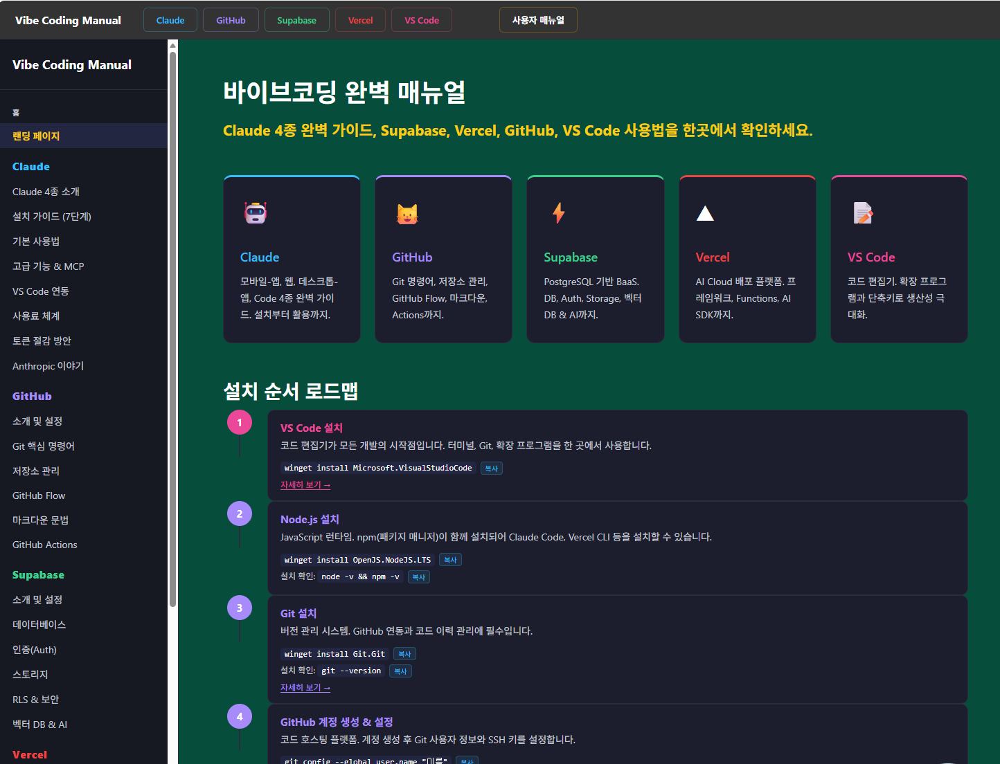 Vibe Coding Manual
Claude
GitHub
Supabase
Vercel
VS Code
사용자 매뉴얼
Vibe Coding Manual
홈
랜딩 페이지
Claude
Claude 4종 소개
설치 가이드 (7단계)
기본 사용법
고급 기능 & MCP
VS Code 연동
사용료 체계
토큰 절감 방안
Anthropic 이야기
GitHub
소개 및 설정
Git 핵심 명령어
저장소 관리
GitHub Flow
마크다운 문법
GitHub Actions
Supabase
소개 및 설정
데이터베이스
인증(Auth)
스토리지
RLS & 보안
벡터 DB & AI
Vercel
바이브코딩 완벽 매뉴얼
Claude 4종 완벽 가이드, Supabase, Vercel, GitHub, VS Code 사용법을 한곳에서 확인하세요.
Claude
모바일-앱, 웹, 데스크톱-
앱, Code 4종 완벽 가이
드. 설치부터 활용까지.
GitHub
Git 명령어, 저장소 관리,
GitHub Flow, 마크다운,
Actions까지.
Supabase
PostgreSQL 기반 BaaS.
DB, Auth, Storage, 벡터
DB & AI까지.
Vercel
AI Cloud 배포 플랫폼. 프
레임워크, Functions, AI
SDK까지.
VS Code
코드 편집기. 확장 프로그
램과 단축키로 생산성 극
대화.
설치 순서 로드맵
1
VS Code 설치
코드 편집기가 모든 개발의 시작점입니다. 터미널, Git, 확장 프로그램을 한 곳에서 사용합니다.
winget install Microsoft.VisualStudioCode 복사
자세히 보기 →
2
Node.js 설치
JavaScript 런타임. npm(패키지 매니저)이 함께 설치되어 Claude Code, Vercel CLI 등을 설치할 수 있습니다.
winget install OpenJS.NodeJS.LTS 복사
설치 확인: node -v && npm -v 복사
3
Git 설치
버전 관리 시스템. GitHub 연동과 코드 이력 관리에 필수입니다.
winget install Git.Git 복사
설치 확인: git --version 복사
자세히 보기 →
4
GitHub 계정 생성 & 설정
코드 호스팅 플랫폼. 계정 생성 후 Git 사용자 정보와 SSH 키를 설정합니다.
git config --global user.name "이름" 복사